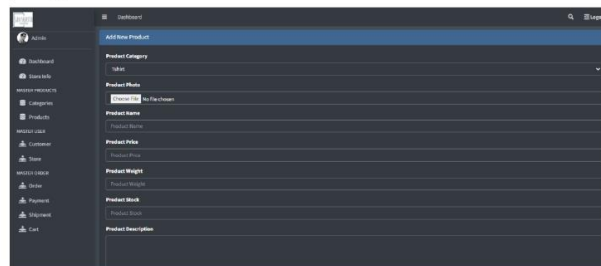 Dashboard
Admin
Dashboard
Store Info
MASTER PRODUCTS
Categories
Products
MASTER USER
Customer
Store
MASTER ORDER
Order
Payment
Shipment
Cart
Add New Product
Product Category
Tshirt
Product Photo
Choose File No file chosen
Product Name
Product Name
Product Price
Product Price
Product Weight
Product Weight
Product Stock
Product Stock
Product Description